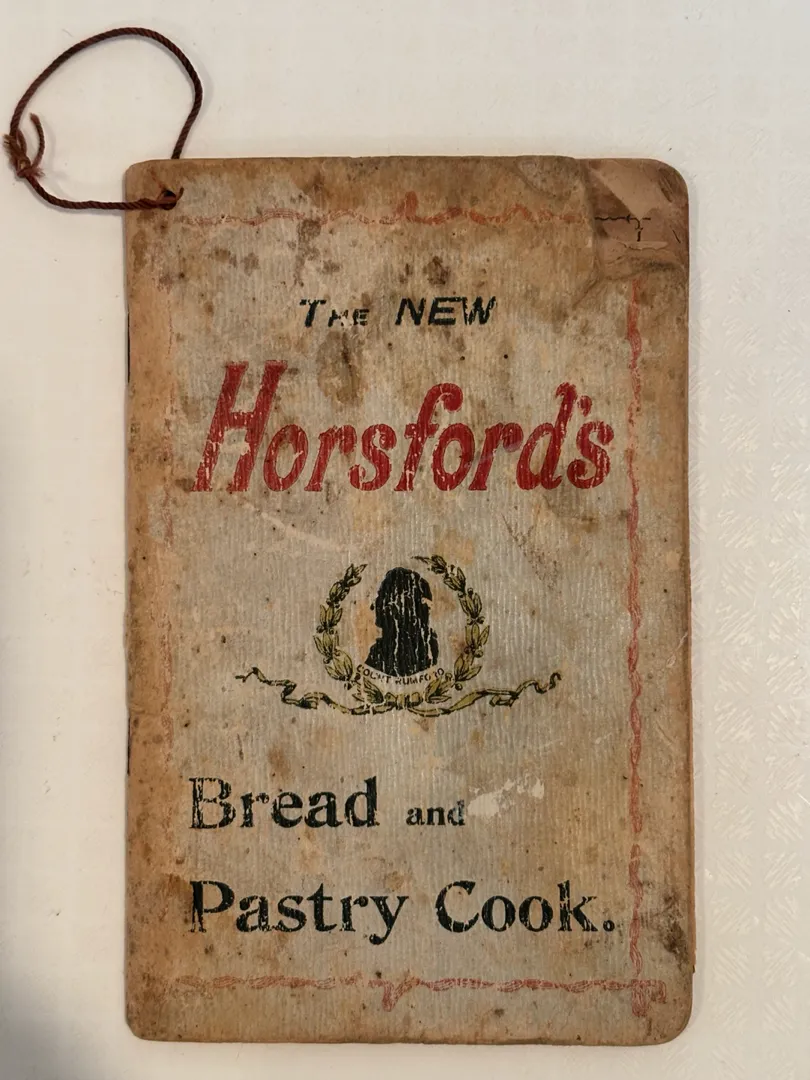 THE NEW
Horsford's
COUNT RUMFORD
Bread and
Pastry Cook.